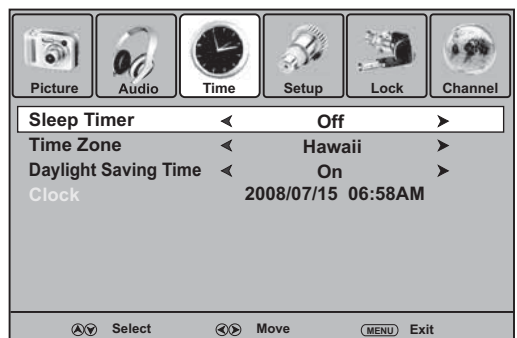 Picture Audio Time Setup Lock Channel
Sleep Timer Off
Time Zone Hawaii
Daylight Saving Time On
Clock 2008/07/15 06:58AM
Select Move MENU Exit